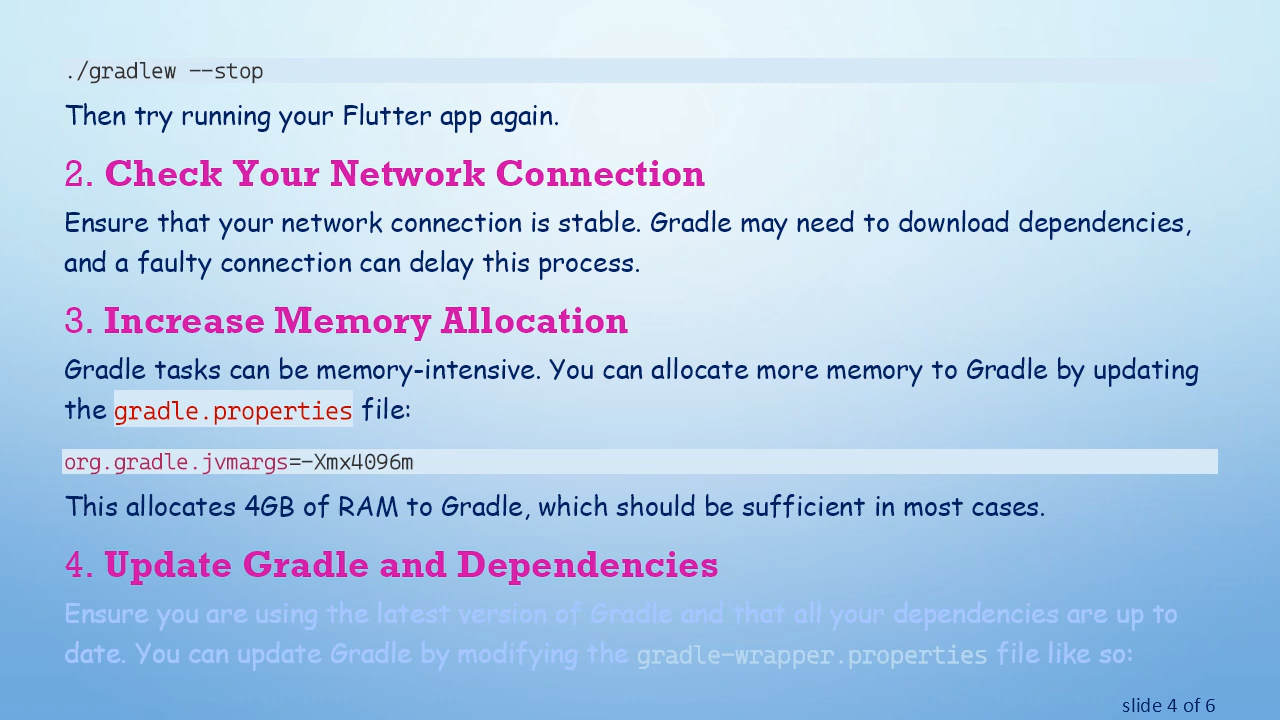 ./gradlew --stop
Then try running your Flutter app again.
2. Check Your Network Connection
Ensure that your network connection is stable. Gradle may need to download dependencies,
and a faulty connection can delay this process.
3. Increase Memory Allocation
Gradle tasks can be memory-intensive. You can allocate more memory to Gradle by updating
the gradle.properties file:
org.gradle.jvmargs=-Xmx4096m
This allocates 4GB of RAM to Gradle, which should be sufficient in most cases.
4. Update Gradle and Dependencies
Ensure you are using the latest version of Gradle and that all your dependencies are up to
date. You can update Gradle by modifying the gradle-wrapper.properties file like so:
slide 4 of 6